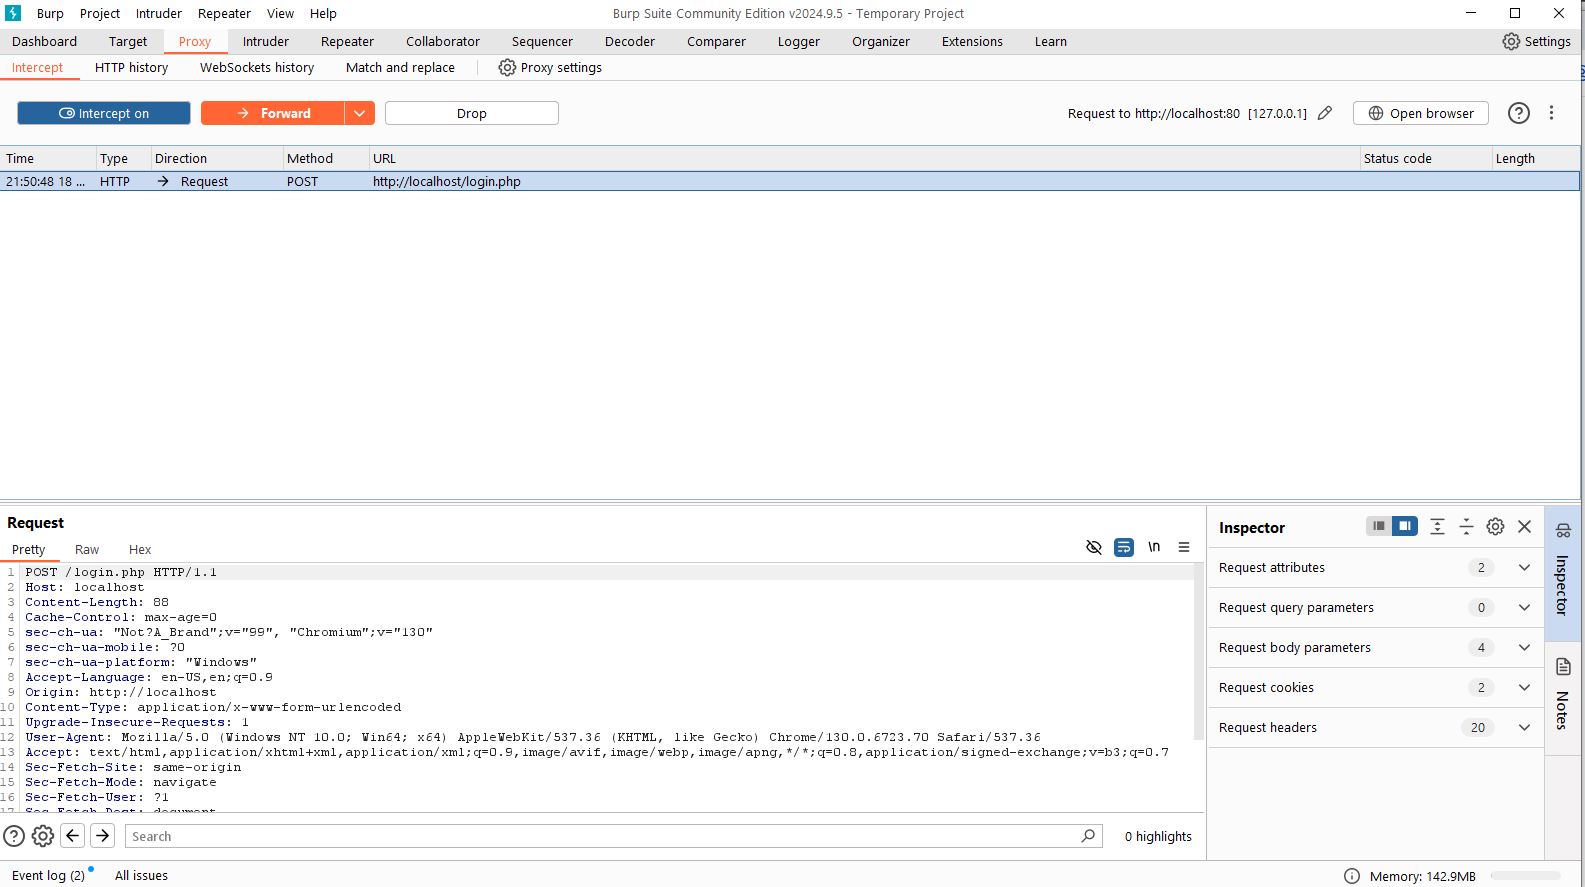 Burp Project Intruder Repeater View Help Burp Suite Community Edition v2024.9.5 - Temporary Project
Dashboard Target Proxy Intruder Repeater Collaborator Sequencer Decoder Comparer Logger Organizer Extensions Learn Settings
Intercept HTTP history WebSockets history Match and replace Proxy settings
Intercept on Forward Drop Request to http://localhost:80 [127.0.0.1] Open browser
Time Type Direction Method URL Status code Length
21:50:48 18 ... HTTP → Request POST http://localhost/login.php
Request
Pretty Raw Hex \n
1 POST /login.php HTTP/1.1
2 Host: localhost
3 Content-Length: 88
4 Cache-Control: max-age=0
5 sec-ch-ua: "Not?A_Brand";v="99", "Chromium";v="130"
6 sec-ch-ua-mobile: ?0
7 sec-ch-ua-platform: "Windows"
8 Accept-Language: en-US,en;q=0.9
9 Origin: http://localhost
10 Content-Type: application/x-www-form-urlencoded
11 Upgrade-Insecure-Requests: 1
12 User-Agent: Mozilla/5.0 (Windows NT 10.0; Win64; x64) AppleWebKit/537.36 (KHTML, like Gecko) Chrome/130.0.6723.70 Safari/537.36
13 Accept: text/html,application/xhtml+xml,application/xml;q=0.9,image/avif,image/webp,image/apng,*/*;q=0.8,application/signed-exchange;v=b3;q=0.7
14 Sec-Fetch-Site: same-origin
15 Sec-Fetch-Mode: navigate
16 Sec-Fetch-User: ?1
17 Sec-Fetch-Dest: document
Search 0 highlights
Inspector
Request attributes 2
Request query parameters 0
Request body parameters 4
Request cookies 2
Request headers 20
Inspector
Notes
Event log (2) All issues Memory: 142.9MB